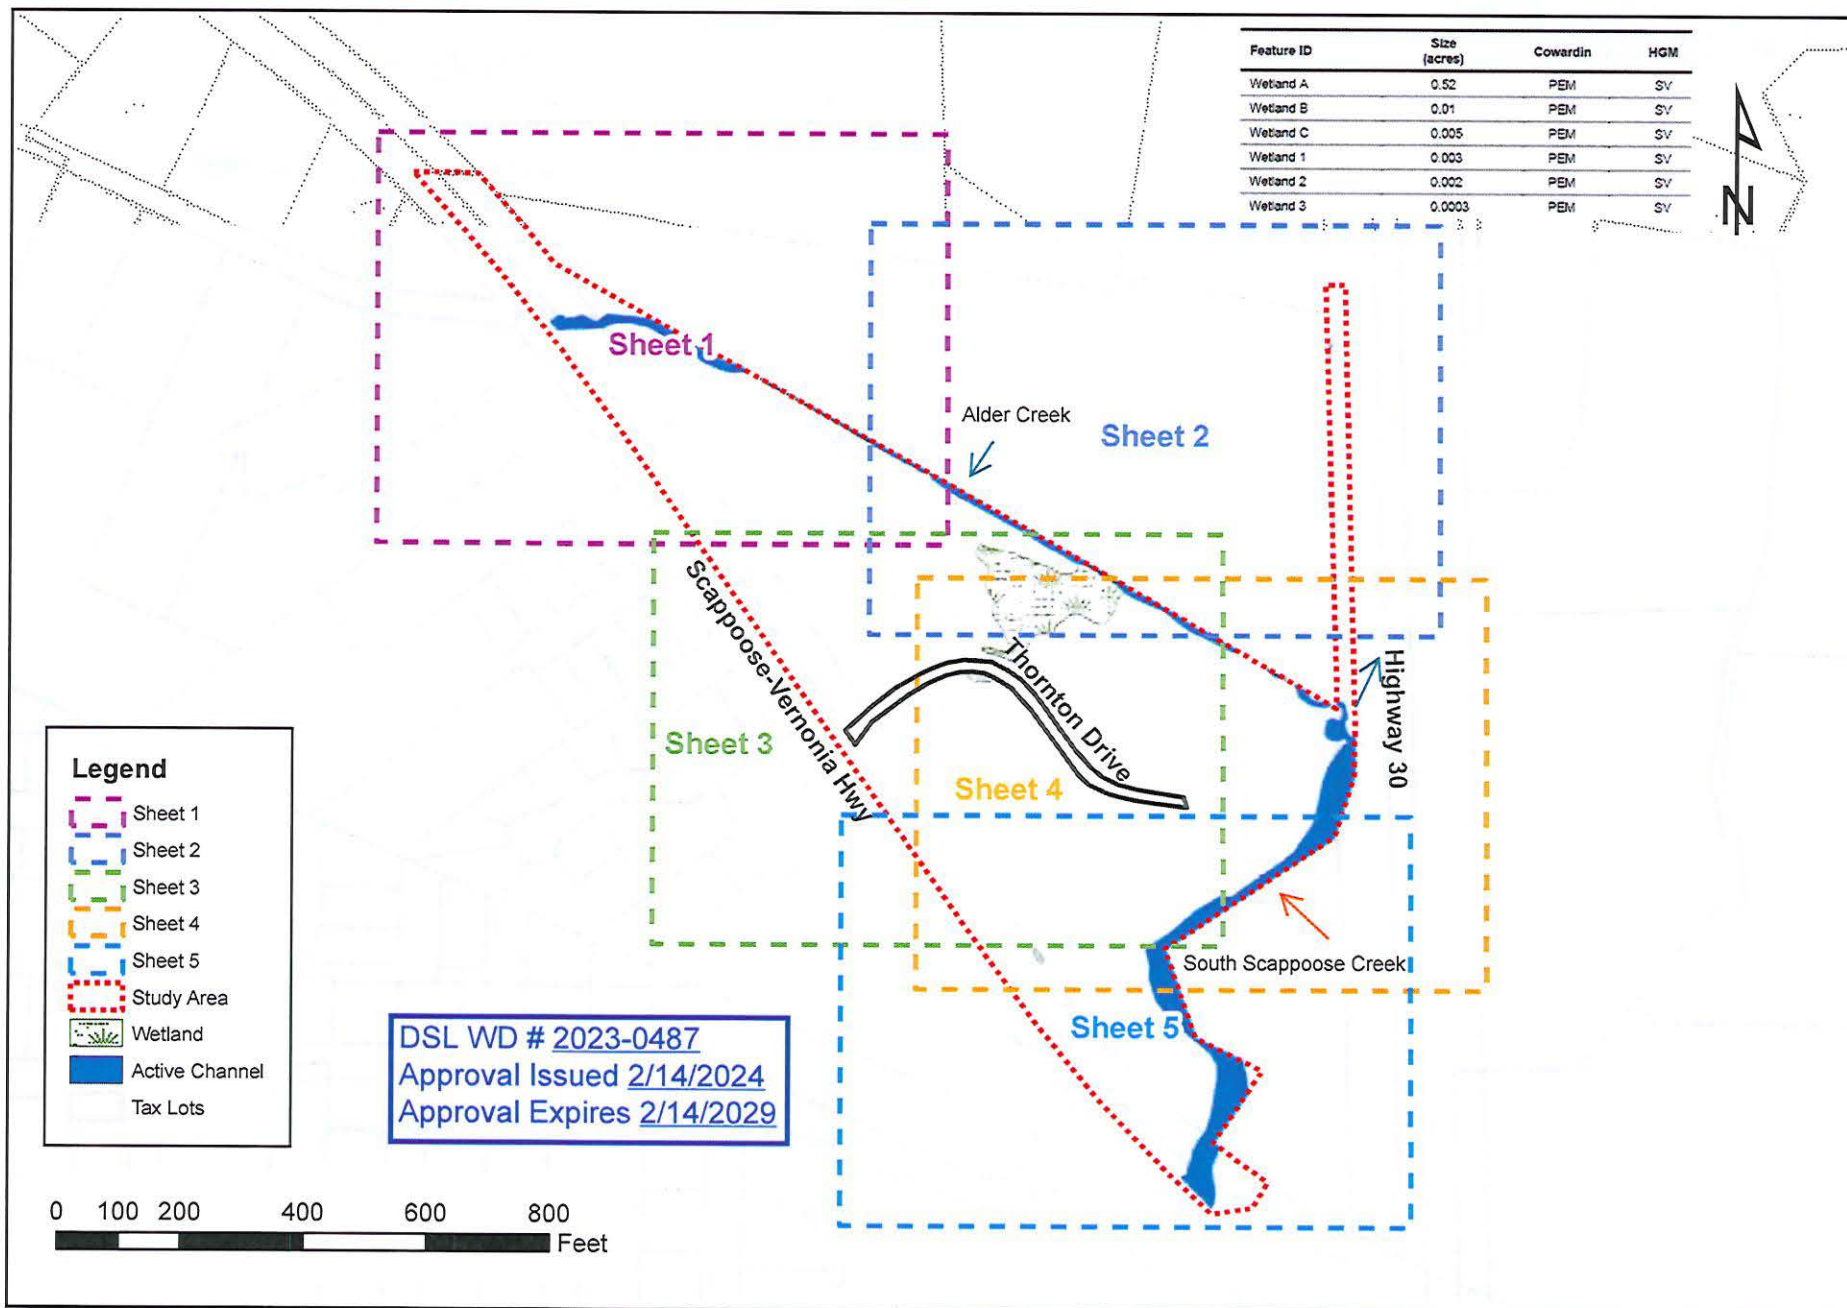 Feature ID Size (acres) Cowardin HGM
Wetland A 0.52 PEM SV
Wetland B 0.01 PEM SV
Wetland C 0.005 PEM SV
Wetland 1 0.003 PEM SV
Wetland 2 0.002 PEM SV
Wetland 3 0.0003 PEM SV
N
Sheet 1
Alder Creek
Sheet 2
Scappoose-Vernonia Hwy
Thornton Drive
Highway 30
Sheet 3
Sheet 4
South Scappoose Creek
Sheet 5
Legend
Sheet 1
Sheet 2
Sheet 3
Sheet 4
Sheet 5
Study Area
Wetland
Active Channel
Tax Lots
DSL WD # 2023-0487
Approval Issued 2/14/2024
Approval Expires 2/14/2029
0 100 200 400 600 800
Feet